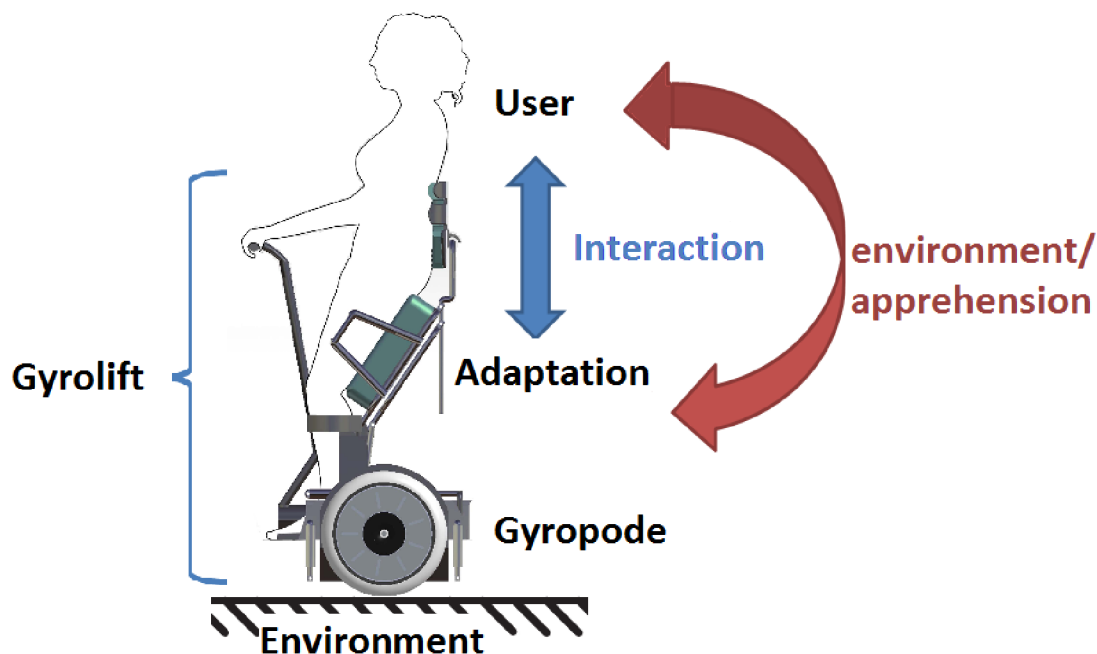 User
Interaction
environment/
apprehension
Gyrolift
Adaptation
Gyropode
Environment